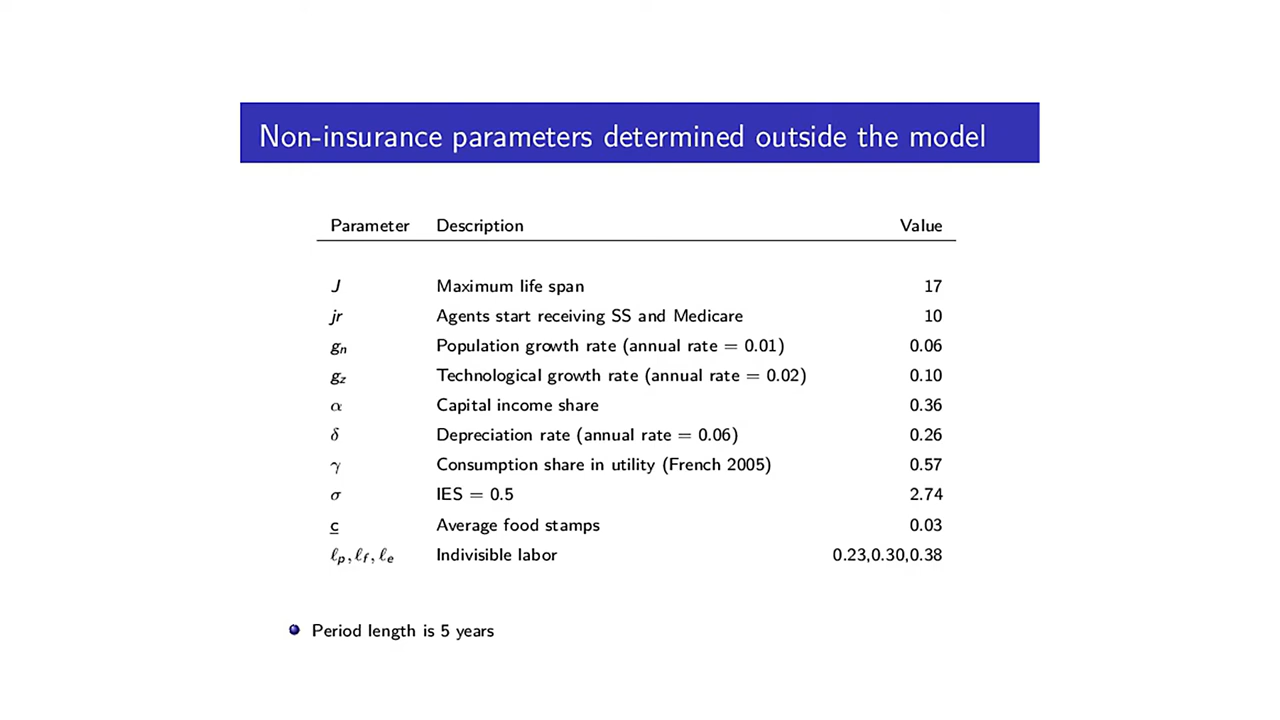 Non-insurance parameters determined outside the model
Parameter Description Value
J Maximum life span 17
jr Agents start receiving SS and Medicare 10
gn Population growth rate (annual rate = 0.01) 0.06
gz Technological growth rate (annual rate = 0.02) 0.10
α Capital income share 0.36
δ Depreciation rate (annual rate = 0.06) 0.26
γ Consumption share in utility (French 2005) 0.57
σ IES = 0.5 2.74
c Average food stamps 0.03
ℓp, ℓf, ℓe Indivisible labor 0.23,0.30,0.38
Period length is 5 years